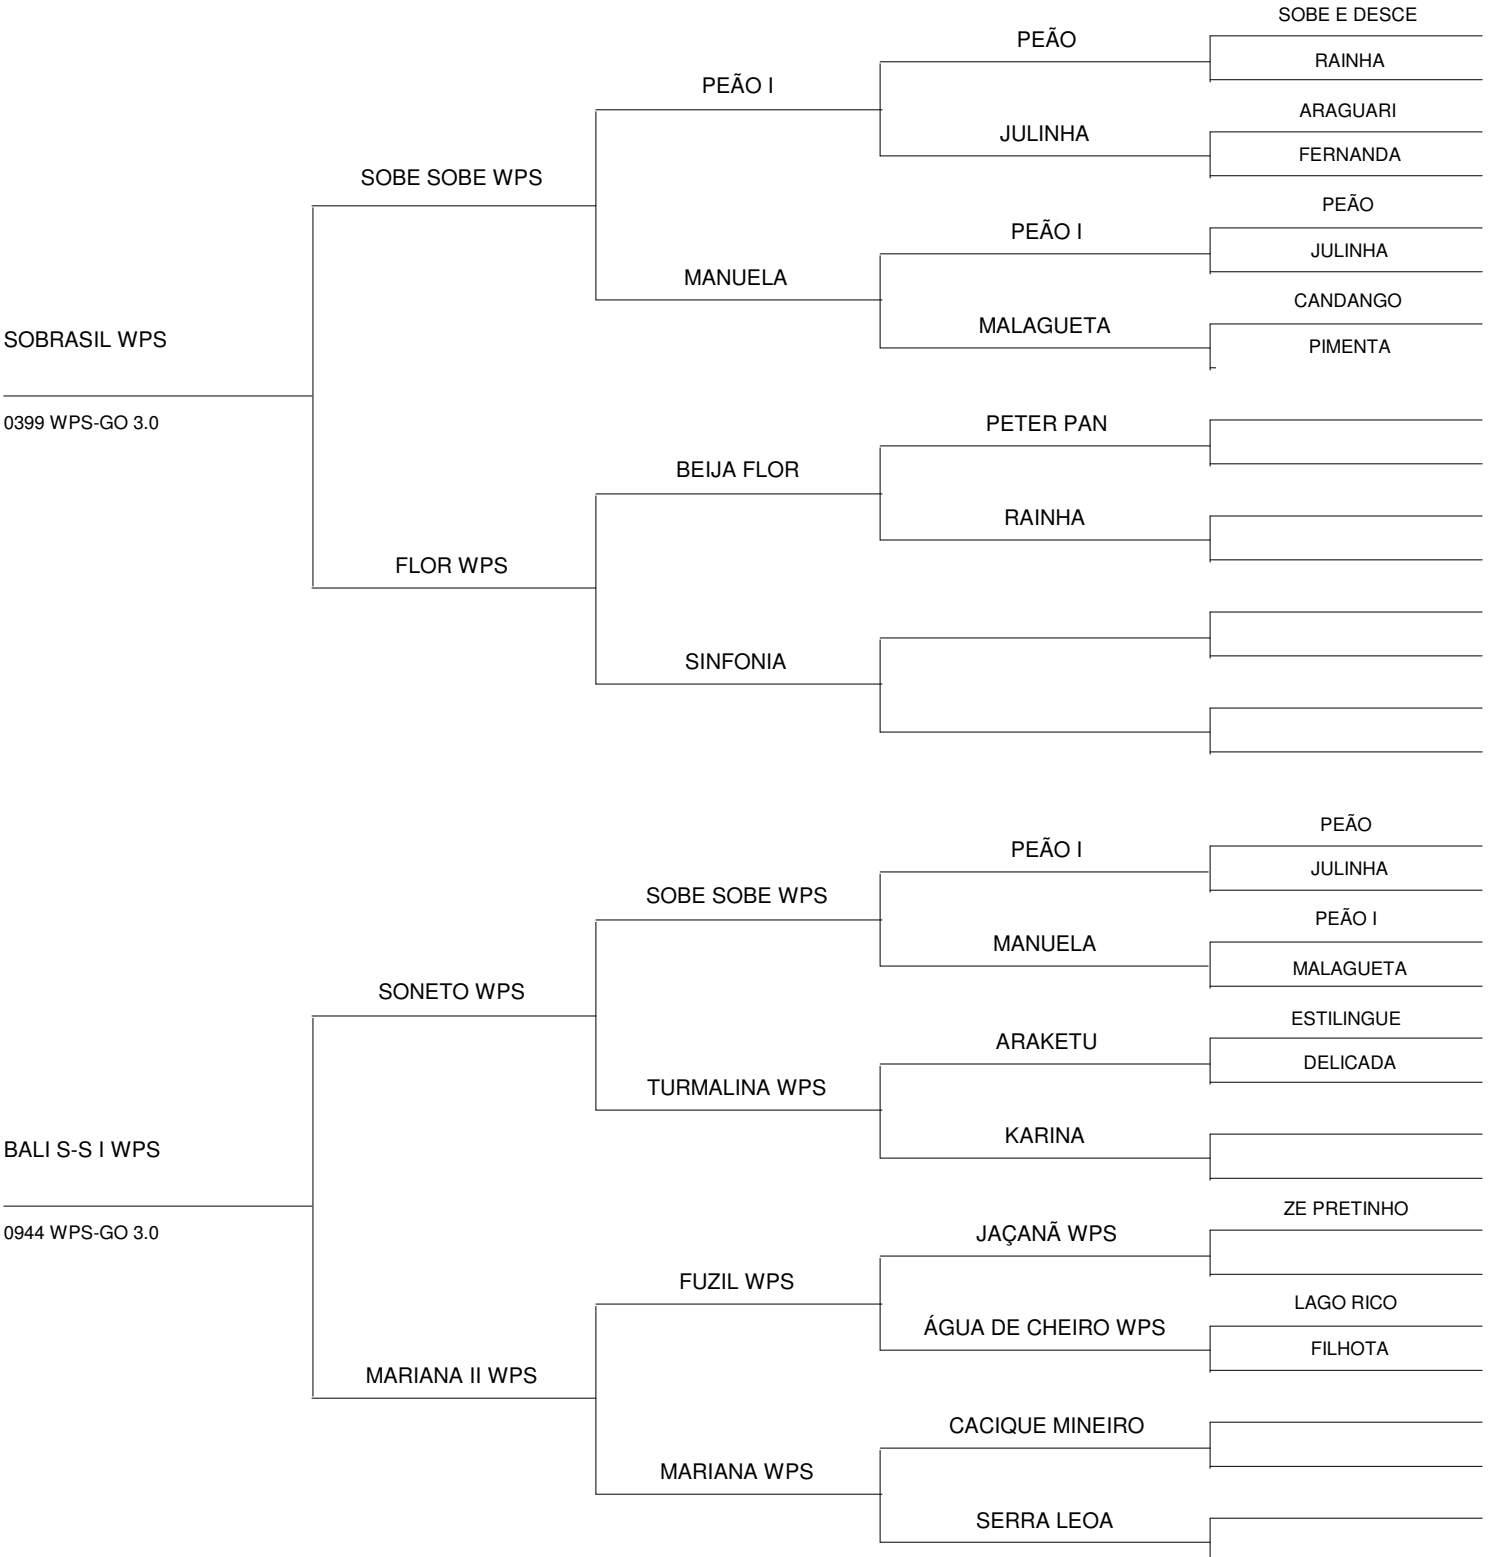 SOBE E DESCE
PEÃO
RAINHA
PEÃO I
ARAGUARI
JULINHA
FERNANDA
SOBE SOBE WPS
PEÃO
PEÃO I
JULINHA
MANUELA
CANDANGO
MALAGUETA
SOBRASIL WPS
PIMENTA
0399 WPS-GO 3.0
PETER PAN
BEIJA FLOR
RAINHA
FLOR WPS
SINFONIA
PEÃO
PEÃO I
JULINHA
SOBE SOBE WPS
PEÃO I
MANUELA
MALAGUETA
SONETO WPS
ESTILINGUE
ARAKETU
DELICADA
TURMALINA WPS
KARINA
BALI S-S I WPS
ZE PRETINHO
0944 WPS-GO 3.0
JAÇANÃ WPS
FUZIL WPS
LAGO RICO
ÁGUA DE CHEIRO WPS
FILHOTA
MARIANA II WPS
CACIQUE MINEIRO
MARIANA WPS
SERRA LEOA